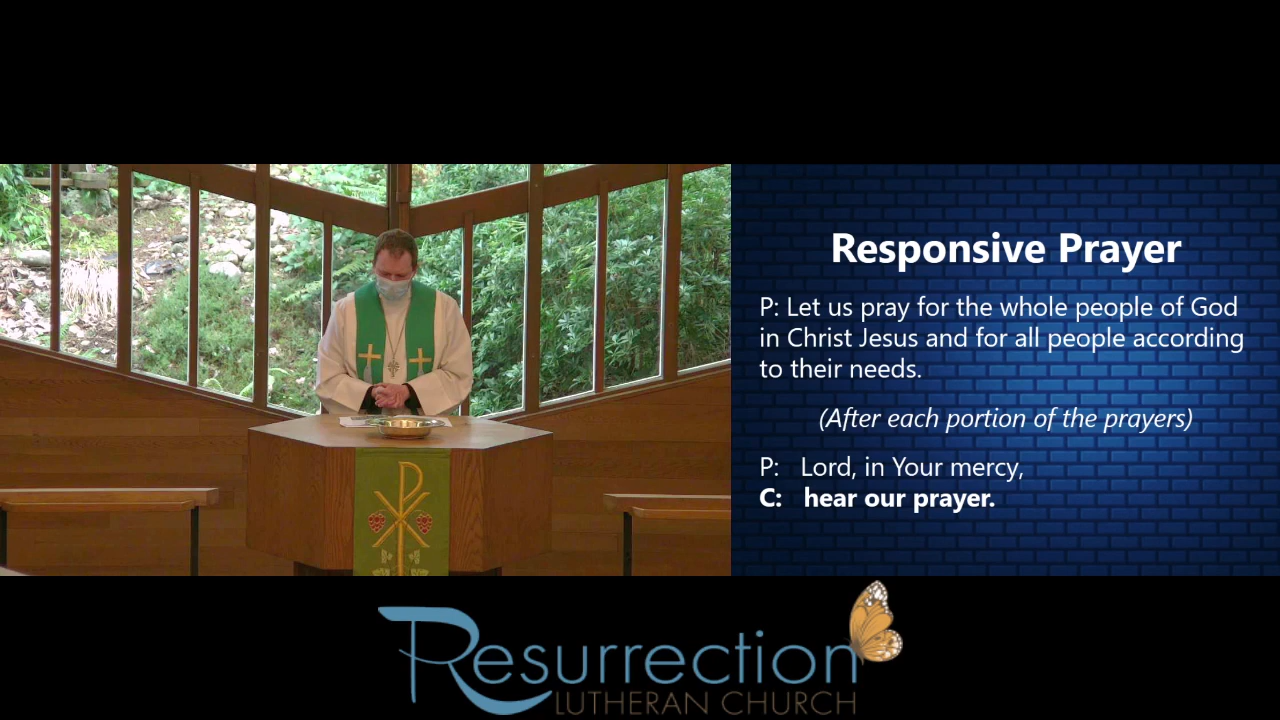 Responsive Prayer
P: Let us pray for the whole people of God
in Christ Jesus and for all people according
to their needs.
(After each portion of the prayers)
P: Lord, in Your mercy,
C: hear our prayer.
Resurrection
LUTHERAN CHURCH